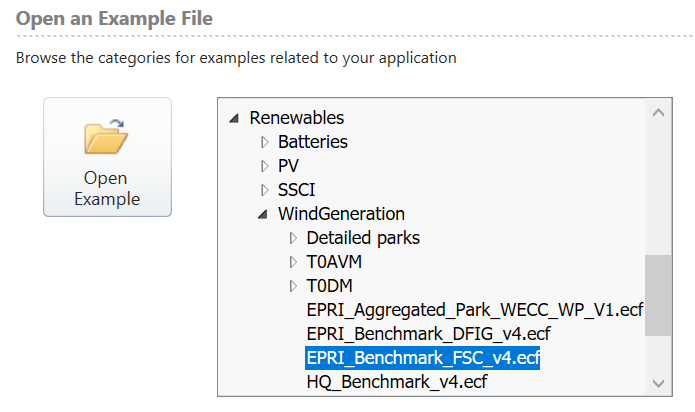 Open an Example File
Browse the categories for examples related to your application
Open
Example
Renewables
Batteries
PV
SSCI
WindGeneration
Detailed parks
T0AVM
T0DM
EPRI_Aggregated_Park_WECC_WP_V1.ecf
EPRI_Benchmark_DFIG_v4.ecf
EPRI_Benchmark_FSC_v4.ecf
HQ_Benchmark_v4.ecf